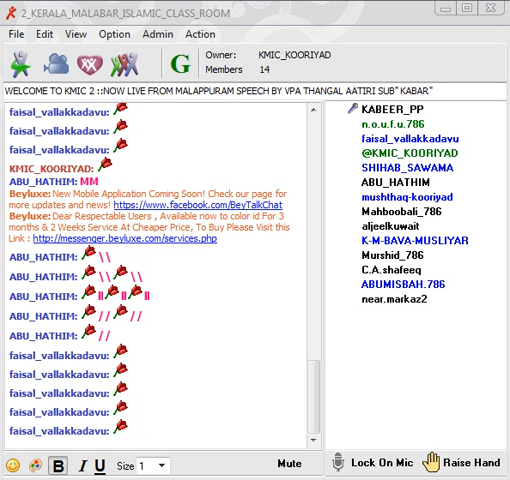 2_KERALA_MALABAR_ISLAMIC_CLASS_ROOM
File Edit View Option Admin Action
G Owner: KMIC_KOORIYAD
Members 14
WELCOME TO KMIC 2 ::NOW LIVE FROM MALAPPURAM SPEECH BY VPA THANGAL AATIRI SUB" KABAR"
faisal_vallakkadavu:
faisal_vallakkadavu:
faisal_vallakkadavu:
KMIC_KOORIYAD:
ABU_HATHIM: MM
Beyluxe: New Mobile Application Coming Soon! Check our page for
more updates and news! https://www.facebook.com/BeyTalkChat
Beyluxe: Dear Respectable Users , Available now to color id For 3
months & 2 Weeks Service At Cheaper Price, To Buy Please Visit this
Link : http://messenger.beyluxe.com/services.php
ABU_HATHIM: \\
ABU_HATHIM: \\ \\
ABU_HATHIM: || || ||
ABU_HATHIM: // //
ABU_HATHIM: //
faisal_vallakkadavu:
faisal_vallakkadavu:
faisal_vallakkadavu:
faisal_vallakkadavu:
faisal_vallakkadavu:
KABEER_PP
n.o.u.f.u.786
faisal_vallakkadavu
@KMIC_KOORIYAD
SHIHAB_SAWAMA
ABU_HATHIM
mushthaq-kooriyad
Mahboobali_786
aljeelkuwait
K-M-BAVA-MUSLIYAR
Murshid_786
C.A.shafeeq
ABUMISBAH.786
near.markaz2
B I U Size 1 Mute
Lock On Mic Raise Hand